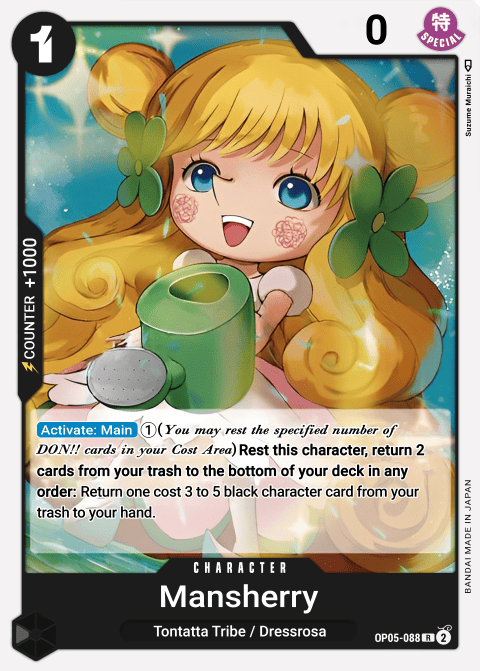 1
0
特
SPECIAL
Suzume Muraichi
COUNTER +1000
Activate: Main ① (You may rest the specified number of
DON!! cards in your Cost Area) Rest this character, return 2
cards from your trash to the bottom of your deck in any
order: Return one cost 3 to 5 black character card from your
trash to your hand.
BANDAI MADE IN JAPAN
CHARACTER
Mansherry
Tontatta Tribe / Dressrosa
OP05-088 R 2